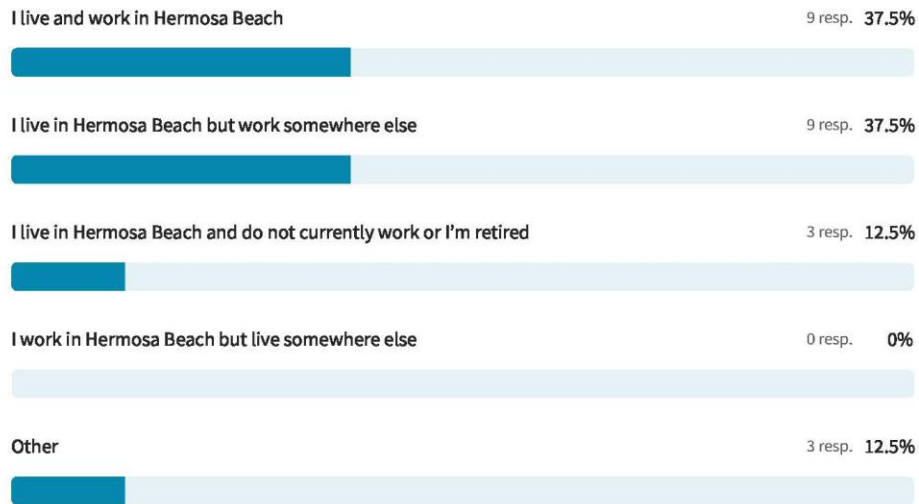 I live and work in Hermosa Beach 9 resp. 37.5%
I live in Hermosa Beach but work somewhere else 9 resp. 37.5%
I live in Hermosa Beach and do not currently work or I'm retired 3 resp. 12.5%
I work in Hermosa Beach but live somewhere else 0 resp. 0%
Other 3 resp. 12.5%